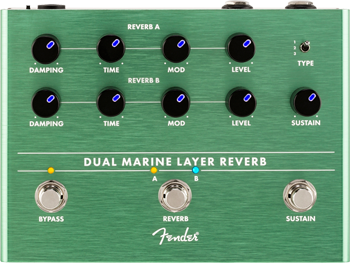 REVERB A
DAMPING TIME MOD LEVEL TYPE
REVERB B
DAMPING TIME MOD LEVEL SUSTAIN
DUAL MARINE LAYER REVERB
A B
BYPASS REVERB SUSTAIN
Fender